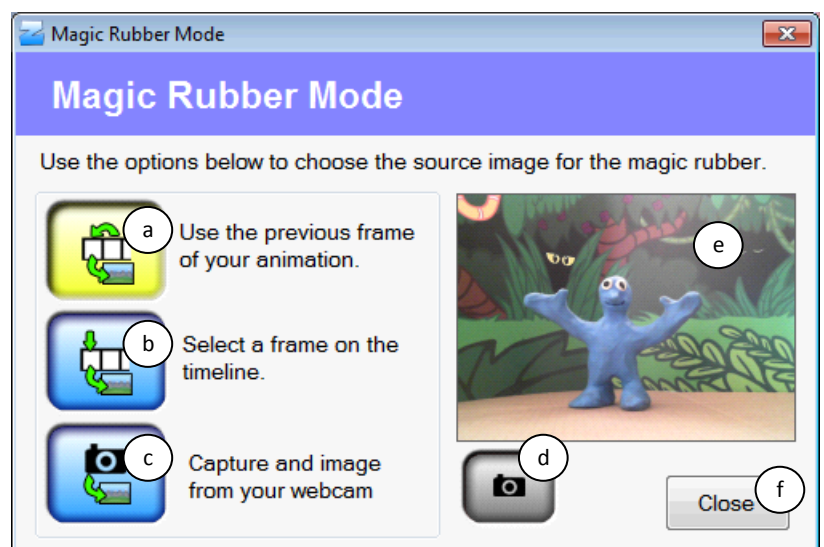 Magic Rubber Mode
Magic Rubber Mode
Use the options below to choose the source image for the magic rubber.
a
Use the previous frame
of your animation.
b
Select a frame on the
timeline.
c
Capture and image
from your webcam
e
d
Close
f